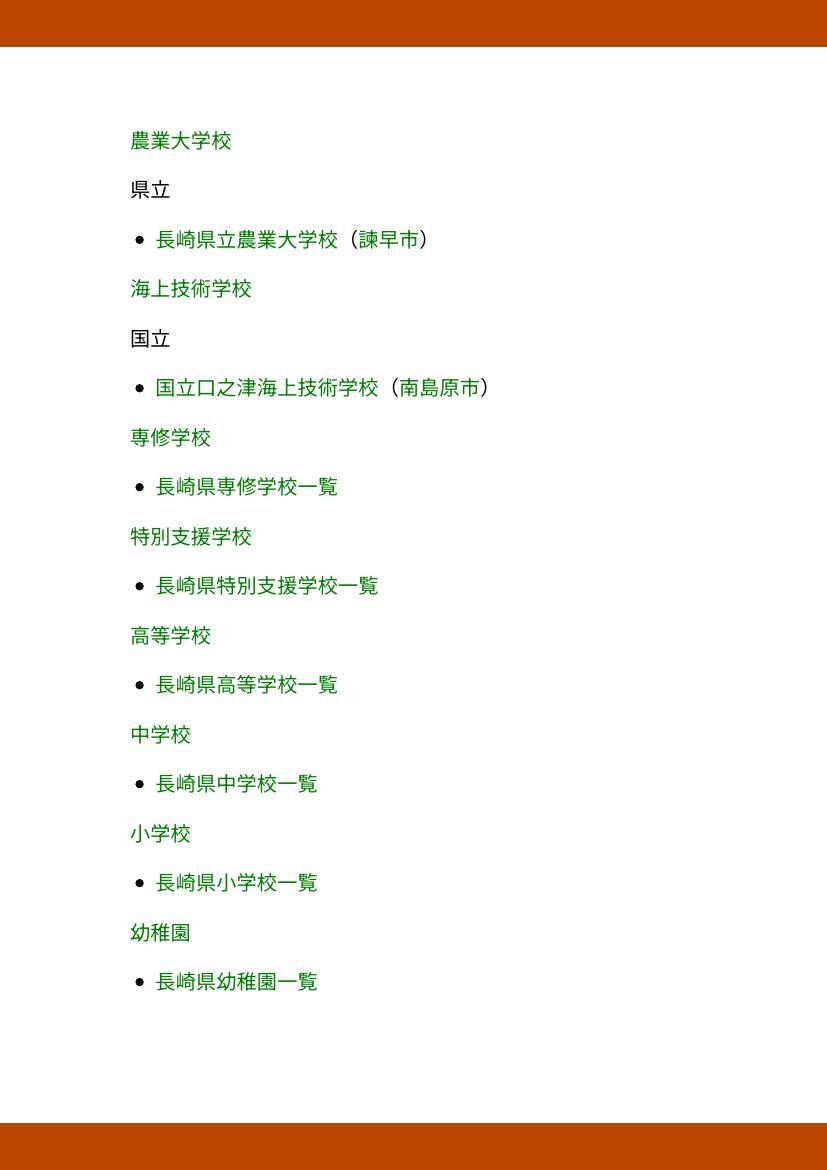 農業大学校
県立
• 長崎県立農業大学校（諫早市）
海上技術学校
国立
• 国立口之津海上技術学校（南島原市）
専修学校
• 長崎県専修学校一覧
特別支援学校
• 長崎県特別支援学校一覧
高等学校
• 長崎県高等学校一覧
中学校
• 長崎県中学校一覧
小学校
• 長崎県小学校一覧
幼稚園
• 長崎県幼稚園一覧